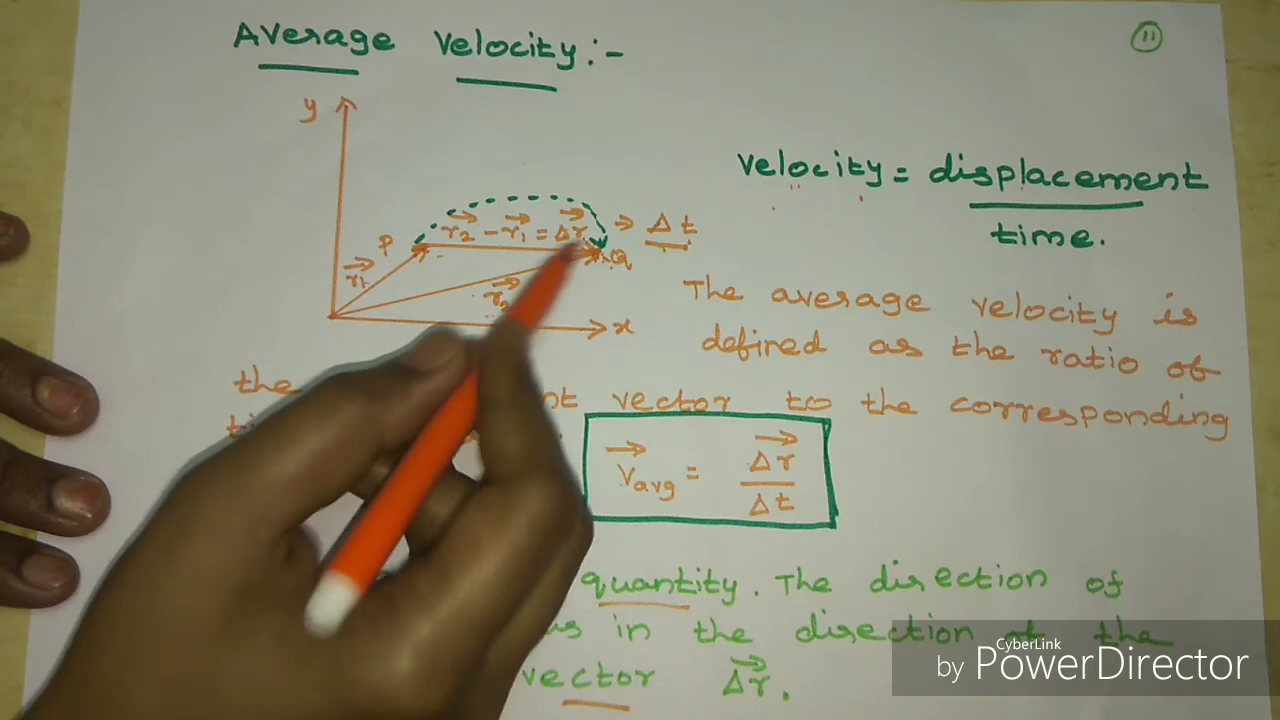 Average Velocity:-
11
y
velocity = displacement
time.
P
r2 - r1 = Δr
Δt
Q
r1
x
The average velocity is
defined as the ratio of
the
vector to the corresponding
Vavg = Δr
Δt
quantity. The direction of
is in the direction of the
vector Δr.
CyberLink
by PowerDirector